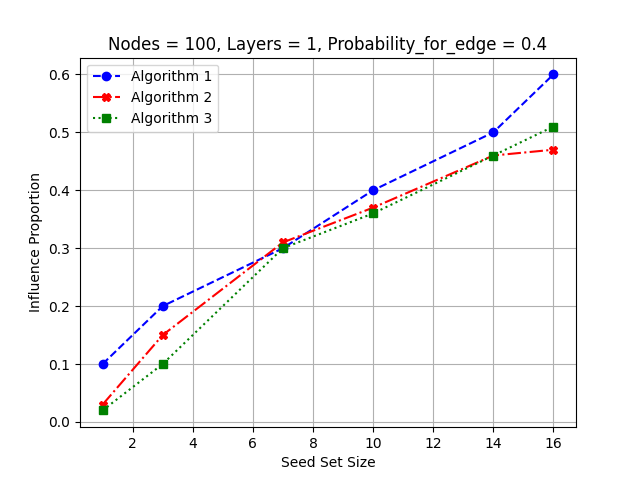 Nodes = 100, Layers = 1, Probability_for_edge = 0.4
Algorithm 1
Algorithm 2
Algorithm 3
Influence Proportion
0.6
0.5
0.4
0.3
0.2
0.1
0.0
2 4 6 8 10 12 14 16
Seed Set Size